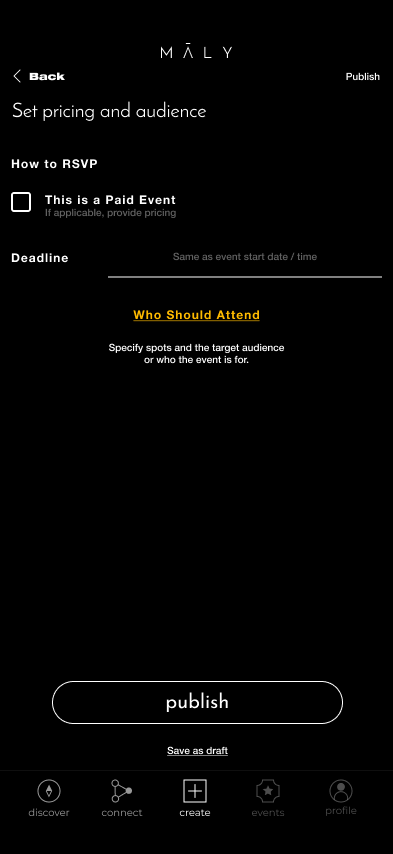 MĀLY
Back
Publish
Set pricing and audience
How to RSVP
This is a Paid Event
If applicable, provide pricing
Deadline
Same as event start date / time
Who Should Attend
Specify spots and the target audience
or who the event is for.
publish
Save as draft
discover
connect
create
events
profile